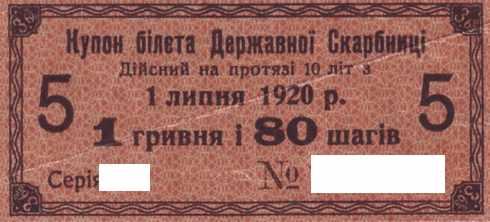 Купон білета Державної Скарбниці
Дійсний на протязі 10 літ з
5 1 липня 1920 р. 5
1 гривня і 80 шагів
Серія №